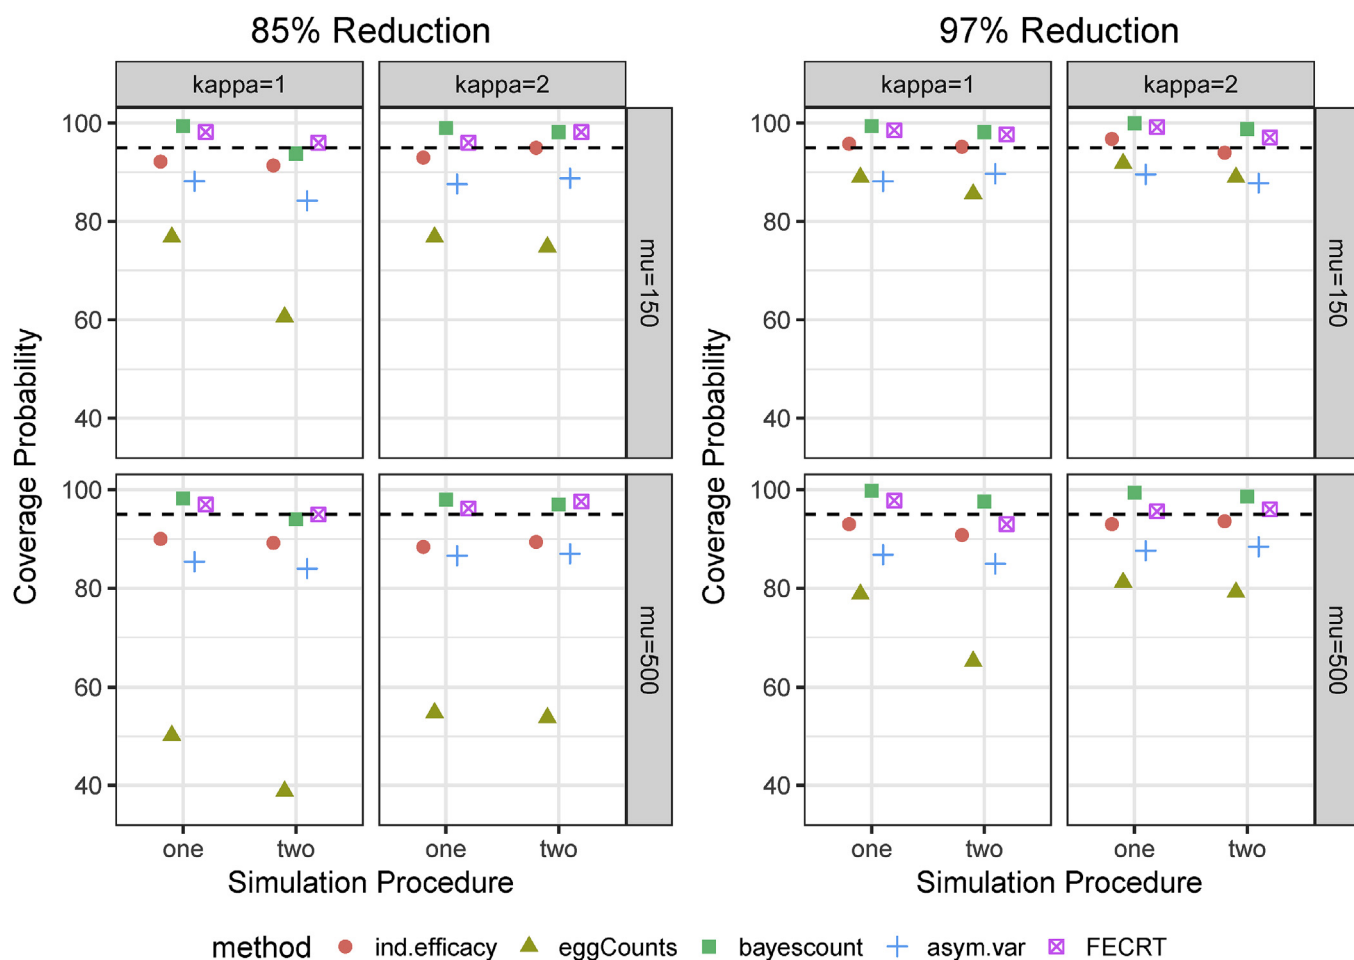 85% Reduction 97% Reduction
kappa=1 kappa=2 kappa=1 kappa=2
100
80
60
40
mu=150
100
80
60
40
mu=150
100
80
60
40
mu=500
100
80
60
40
mu=500
Coverage Probability
Coverage Probability
one two one two one two one two
Simulation Procedure Simulation Procedure
method ind.efficacy eggCounts bayescount asym.var FECRT